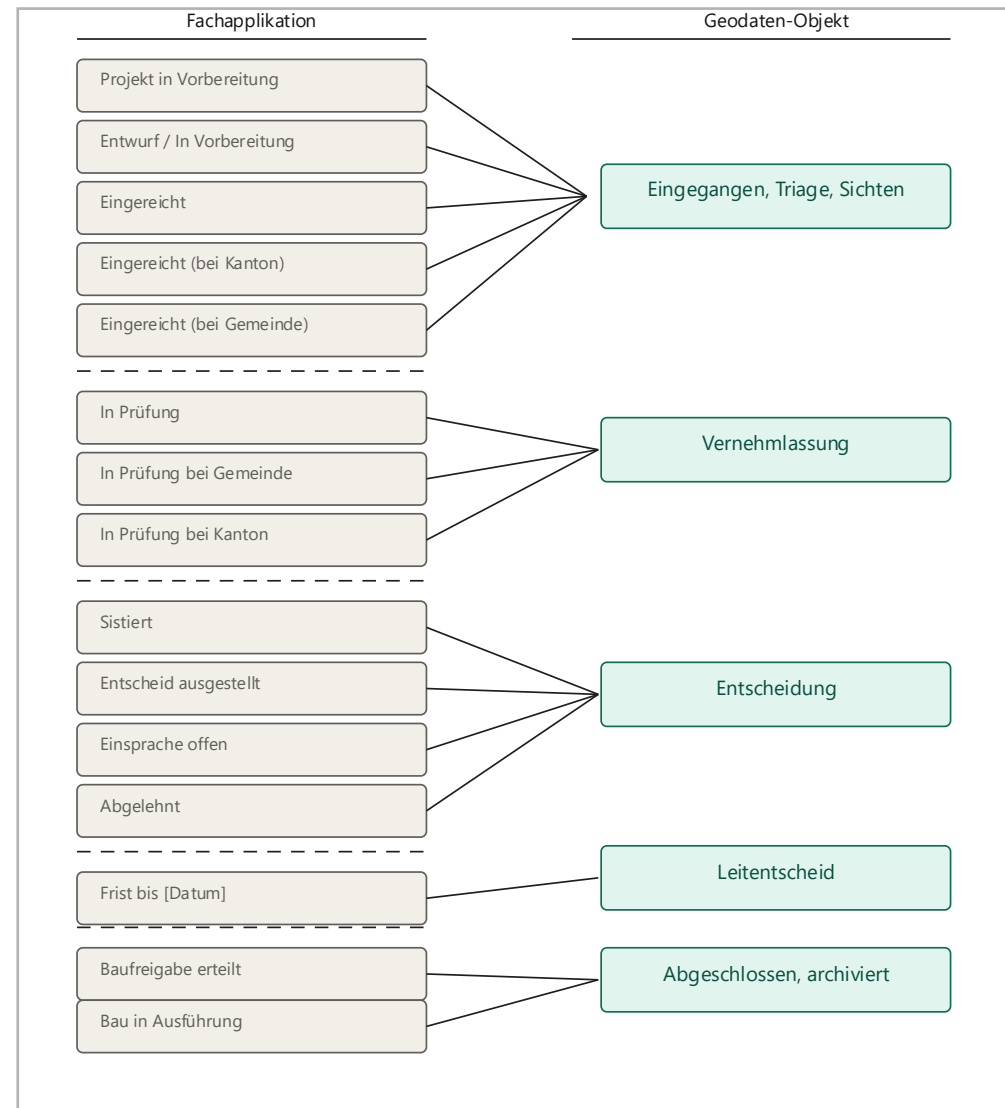 Fachapplikation
Geodaten-Objekt
Projekt in Vorbereitung
Entwurf / In Vorbereitung
Eingereicht
Eingereicht (bei Kanton)
Eingereicht (bei Gemeinde)
Eingegangen, Triage, Sichten
In Prüfung
In Prüfung bei Gemeinde
In Prüfung bei Kanton
Vernehmlassung
Sistiert
Entscheid ausgestellt
Einsprache offen
Abgelehnt
Entscheidung
Frist bis [Datum]
Leitentscheid
Baufreigabe erteilt
Bau in Ausführung
Abgeschlossen, archiviert